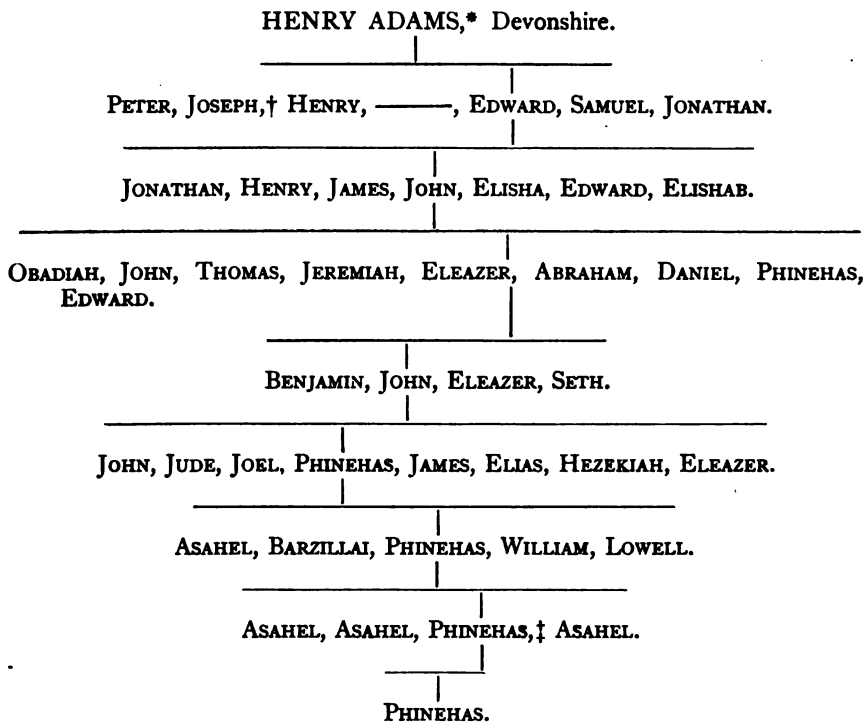 HENRY ADAMS,* Devonshire.
PETER, JOSEPH,† HENRY, ———, EDWARD, SAMUEL, JONATHAN.
JONATHAN, HENRY, JAMES, JOHN, ELISHA, EDWARD, ELISHAB.
OBADIAH, JOHN, THOMAS, JEREMIAH, ELEAZER, ABRAHAM, DANIEL, PHINEHAS,
EDWARD.
BENJAMIN, JOHN, ELEAZER, SETH.
JOHN, JUDE, JOEL, PHINEHAS, JAMES, ELIAS, HEZEKIAH, ELEAZER.
ASAHEL, BARZILLAI, PHINEHAS, WILLIAM, LOWELL.
ASAHEL, ASAHEL, PHINEHAS,‡ ASAHEL.
PHINEHAS.